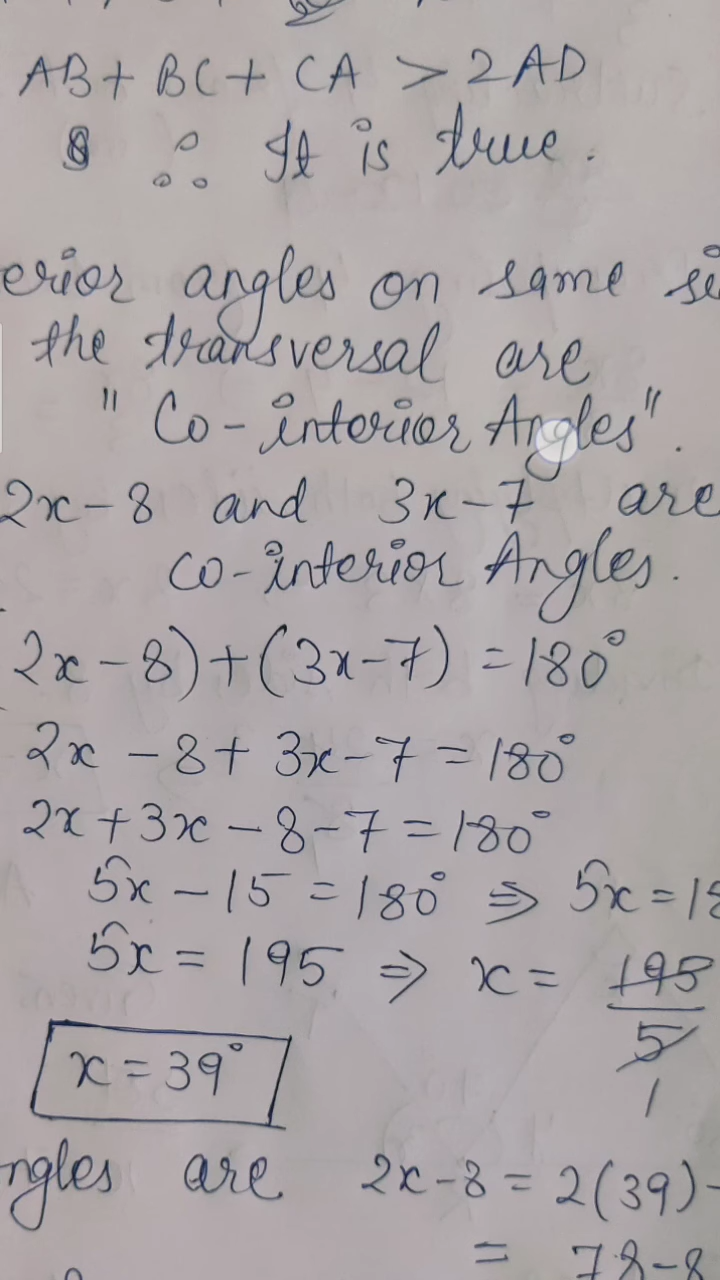 AB + BC + CA > 2AD
∴ It is true.
erior angles on same si
the transversal are
" Co-interior Angles".
2x-8 and 3x-7 are
co-interior Angles.
2x-8)+(3x-7) = 180°
2x - 8 + 3x - 7 = 180°
2x + 3x - 8 - 7 = 180°
5x - 15 = 180° ⇒ 5x = 18
5x = 195 ⇒ x = 195/5
1
x = 39°
ngles are 2x-8 = 2(39)-
= 78-8